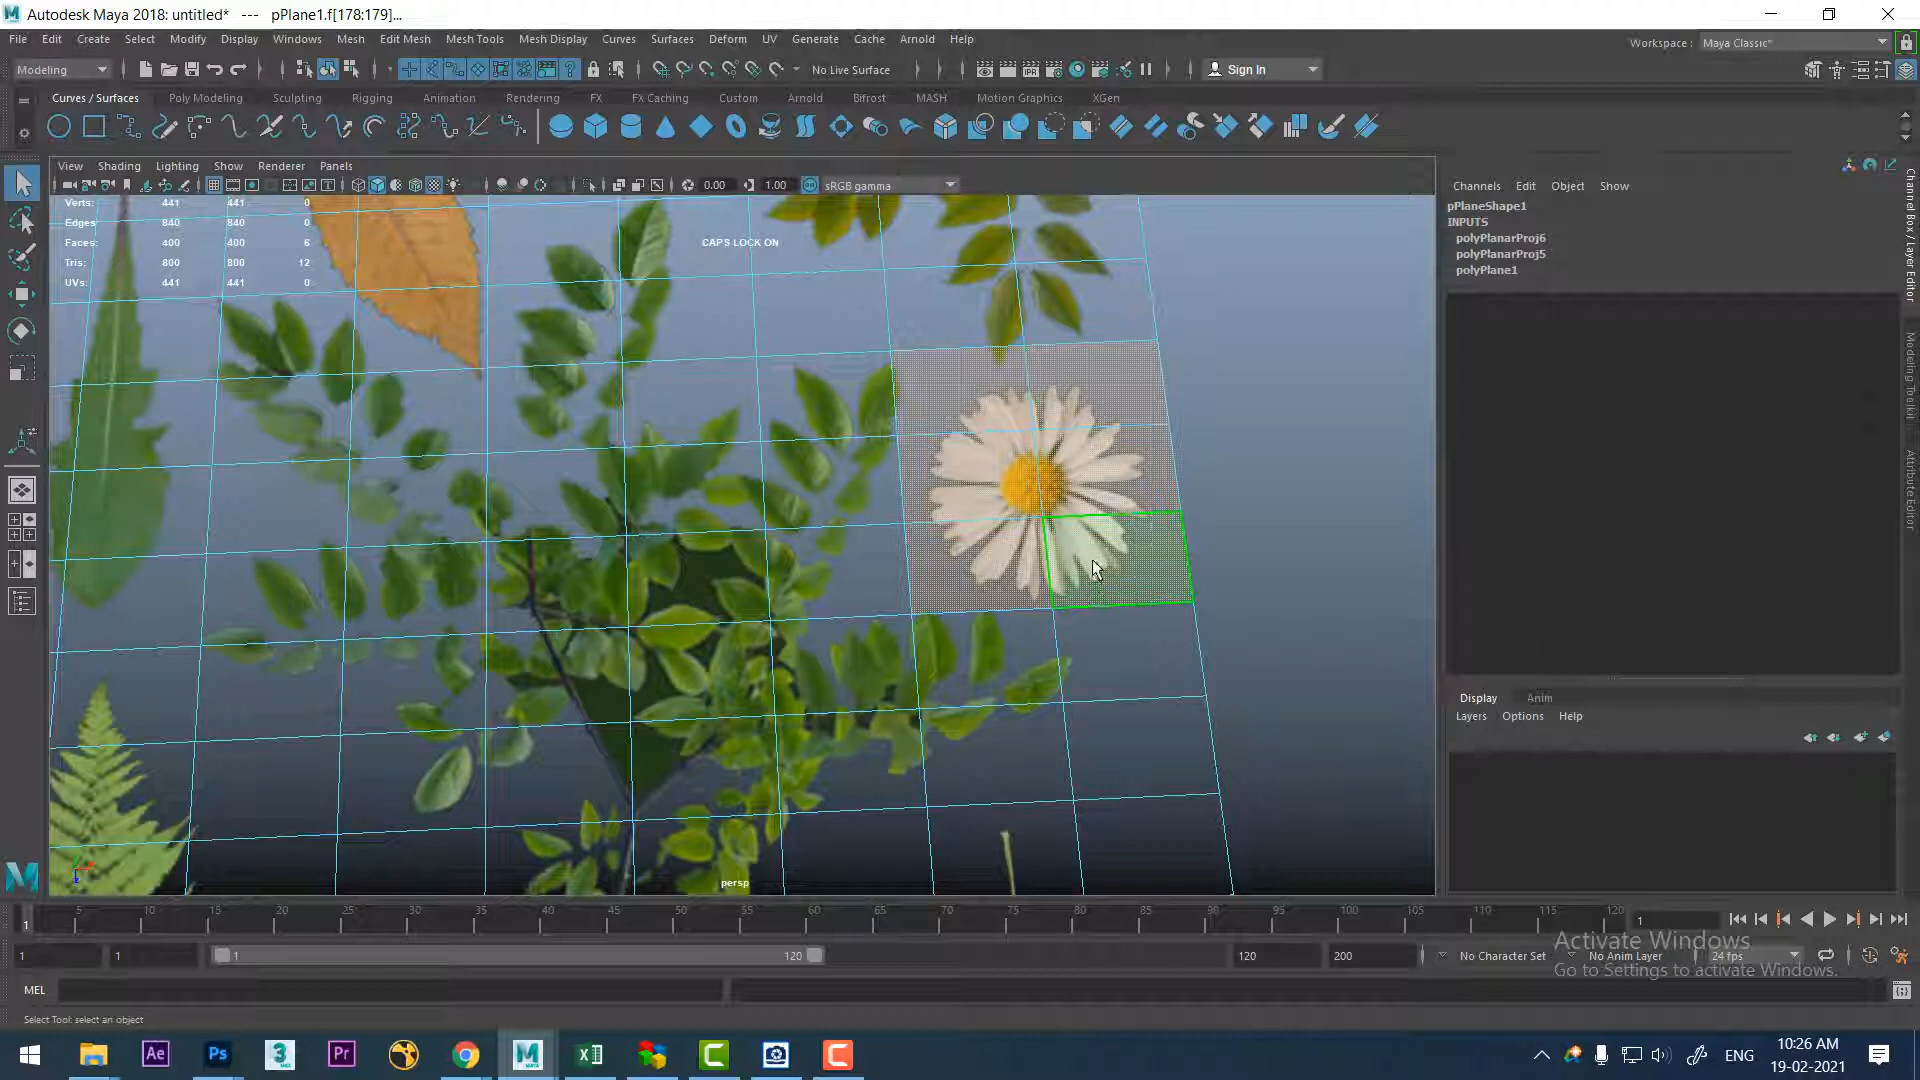 Autodesk Maya 2018: untitled* --- pPlane1.f[178:179]...
File Edit Create Select Modify Display Windows Mesh Edit Mesh Mesh Tools Mesh Display Curves Surfaces Deform UV Generate Cache Arnold Help
Workspace : Maya Classic*
Modeling No Live Surface Sign In
Curves / Surfaces Poly Modeling Sculpting Rigging Animation Rendering FX FX Caching Custom Arnold Bifrost MASH Motion Graphics XGen
View Shading Lighting Show Renderer Panels
0.00 1.00 sRGB gamma
Verts: 441 441 0
Edges: 840 840 0
Faces: 400 400 6
Tris: 800 800 12
UVs: 441 441 0
CAPS LOCK ON
persp
Channels Edit Object Show
pPlaneShape1
INPUTS
polyPlanarProj6
polyPlanarProj5
polyPlane1
Channel Box / Layer Editor
Modeling Toolkit
Attribute Editor
Display Anim
Layers Options Help
5 10 15 20 25 30 35 40 45 50 55 60 65 70 75 80 85 90 95 100 105 110 115 120
1 1
1 1 1 120 120 200 No Character Set No Anim Layer 24 fps
Activate Windows
Go to Settings to activate Windows.
MEL
Select Tool: select an object
Ae Ps 3 Pr M C C
ENG
10:26 AM
19-02-2021